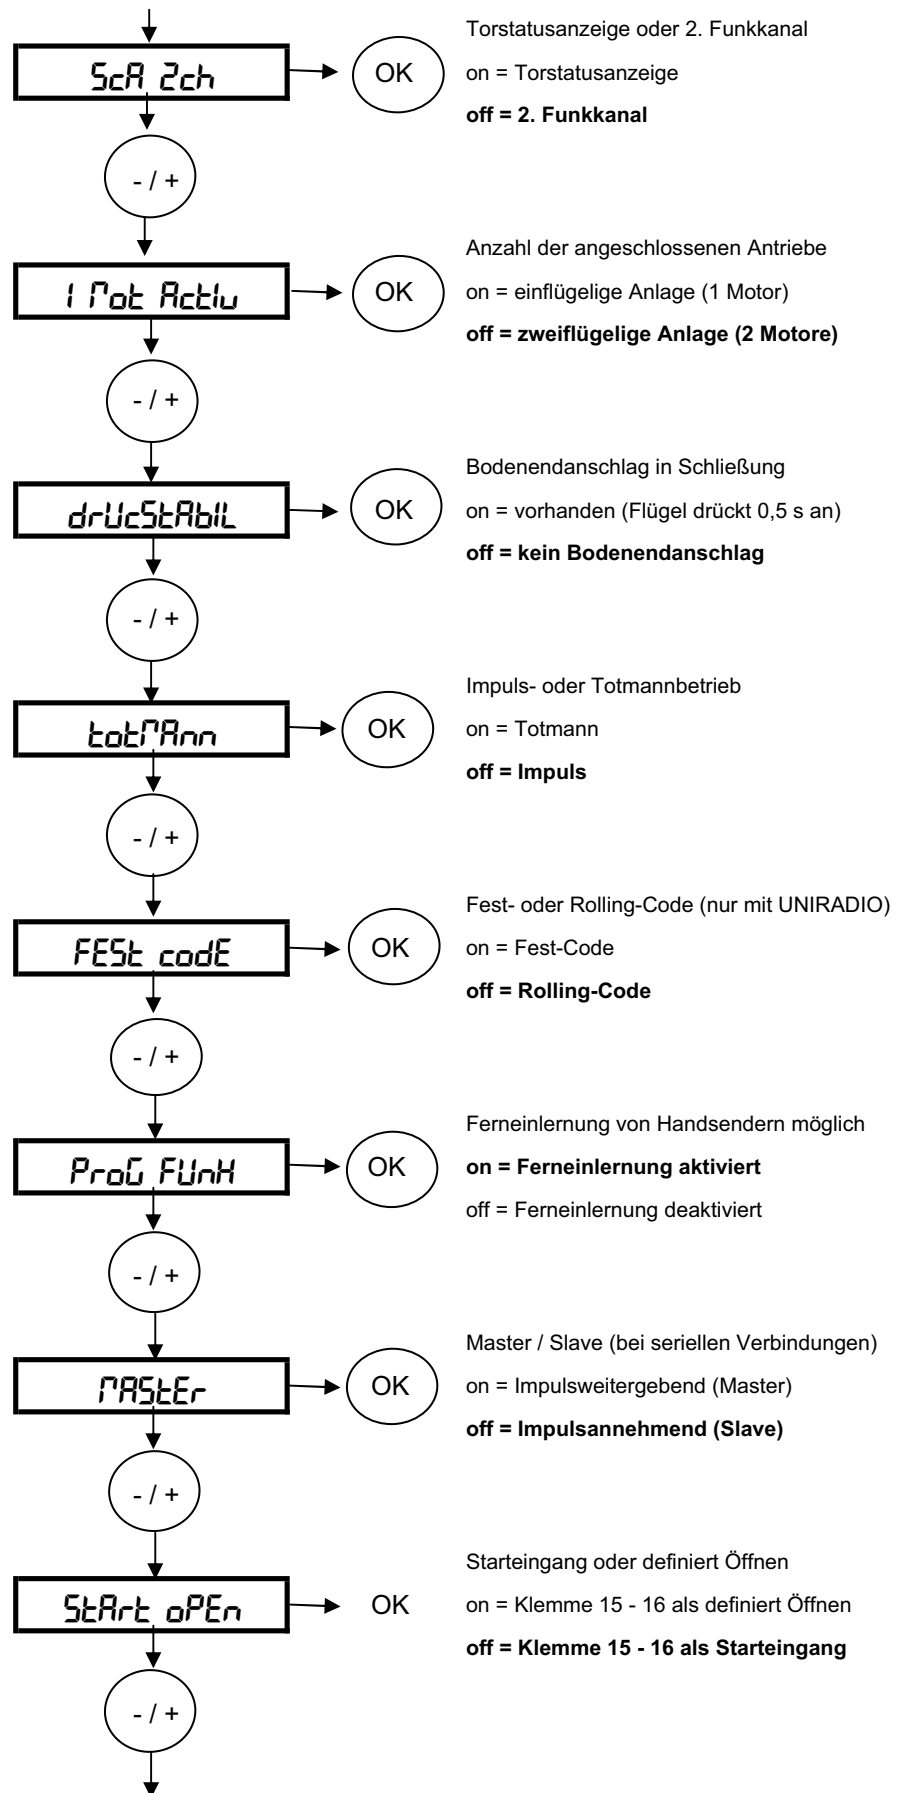 Torstatusanzeige oder 2. Funkkanal
ScA 2ch
OK
on = Torstatusanzeige
off = 2. Funkkanal
- / +
Anzahl der angeschlossenen Antriebe
1 Mot ActIv
OK
on = einflügelige Anlage (1 Motor)
off = zweiflügelige Anlage (2 Motore)
- / +
Bodenendanschlag in Schließung
drUcStAbIL
OK
on = vorhanden (Flügel drückt 0,5 s an)
off = kein Bodenendanschlag
- / +
Impuls- oder Totmannbetrieb
totMAnn
OK
on = Totmann
off = Impuls
- / +
Fest- oder Rolling-Code (nur mit UNIRADIO)
FESt codE
OK
on = Fest-Code
off = Rolling-Code
- / +
Ferneinlernung von Handsendern möglich
ProG FUnH
OK
on = Ferneinlernung aktiviert
off = Ferneinlernung deaktiviert
- / +
Master / Slave (bei seriellen Verbindungen)
MAStEr
OK
on = Impulsweitergebend (Master)
off = Impulsannehmend (Slave)
- / +
Starteingang oder definiert Öffnen
StArt oPEn
OK
on = Klemme 15 - 16 als definiert Öffnen
off = Klemme 15 - 16 als Starteingang
- / +